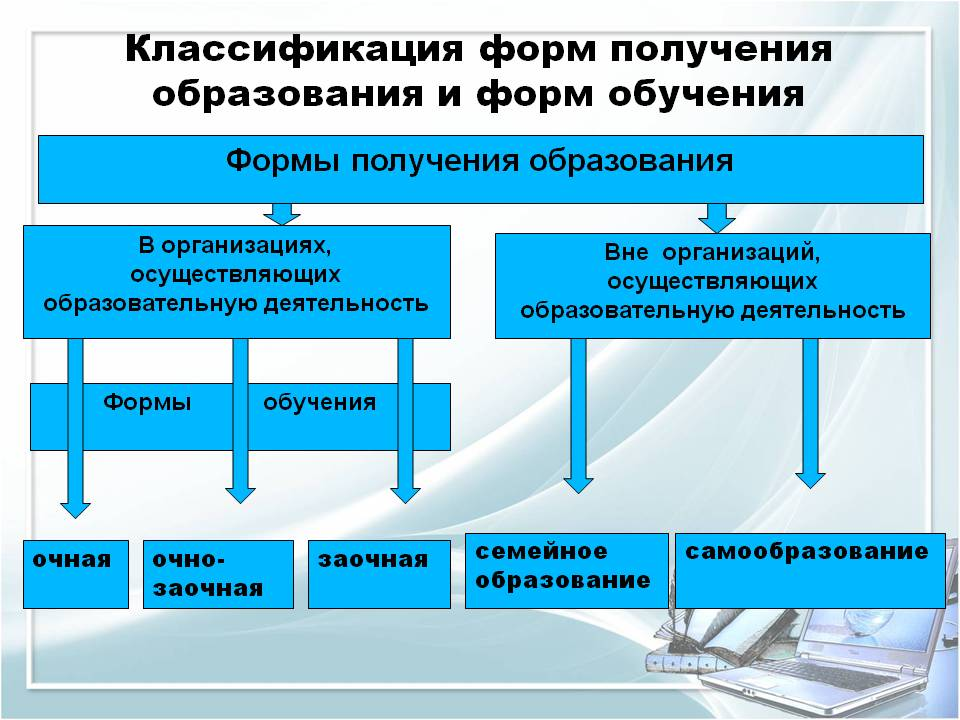 Классификация форм получения
образования и форм обучения
Формы получения образования
В организациях,
осуществляющих
образовательную деятельность
Вне  организаций,
осуществляющих
образовательную деятельность
Формы обучения
очная
очно-
заочная
заочная
семейное
образование
самообразование